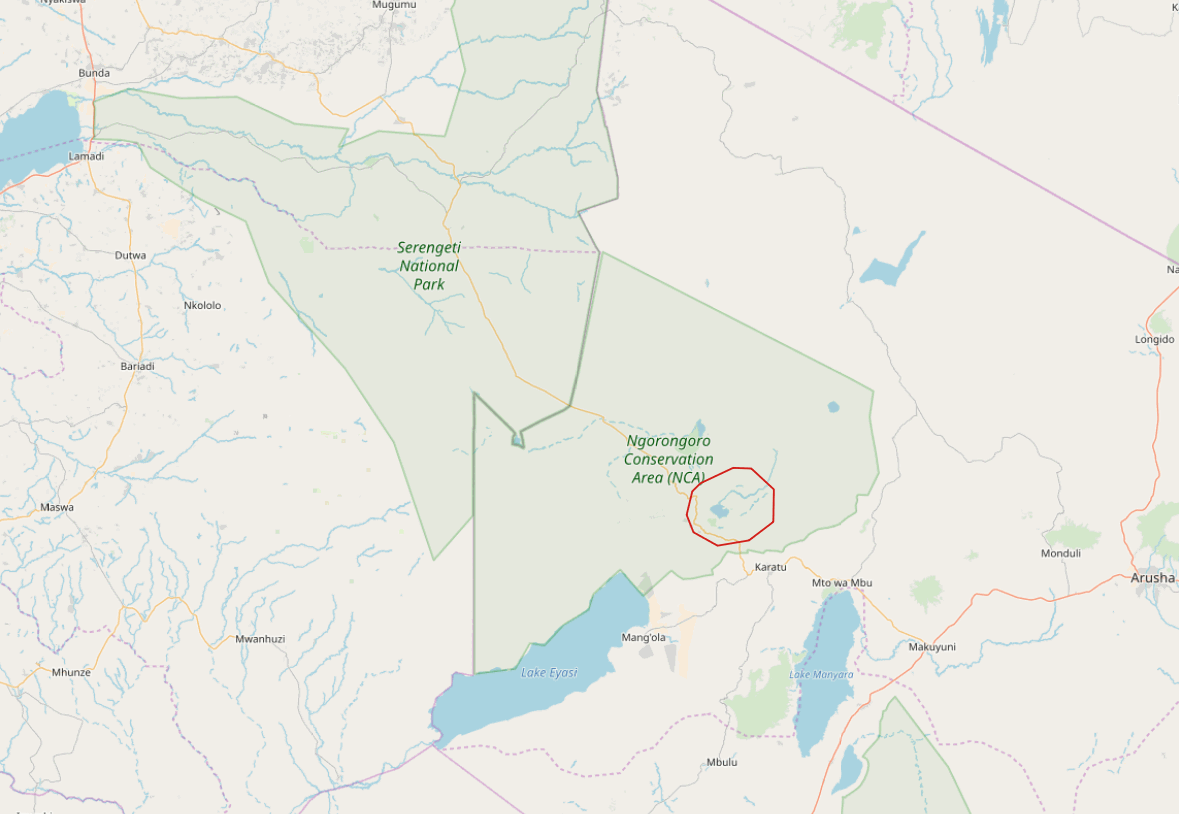 Nyakiswa
Mugumu
Bunda
Lamadi
Serengeti
National
Park
Dutwa
Nkololo
Longido
Bariadi
Ngorongoro
Conservation
Area (NCA)
Maswa
Monduli
Karatu
Arusha
Mto wa Mbu
Mwanhuzi
Mang'ola
Makuyuni
Mhunze
Lake Eyasi
Lake Manyara
Mbulu